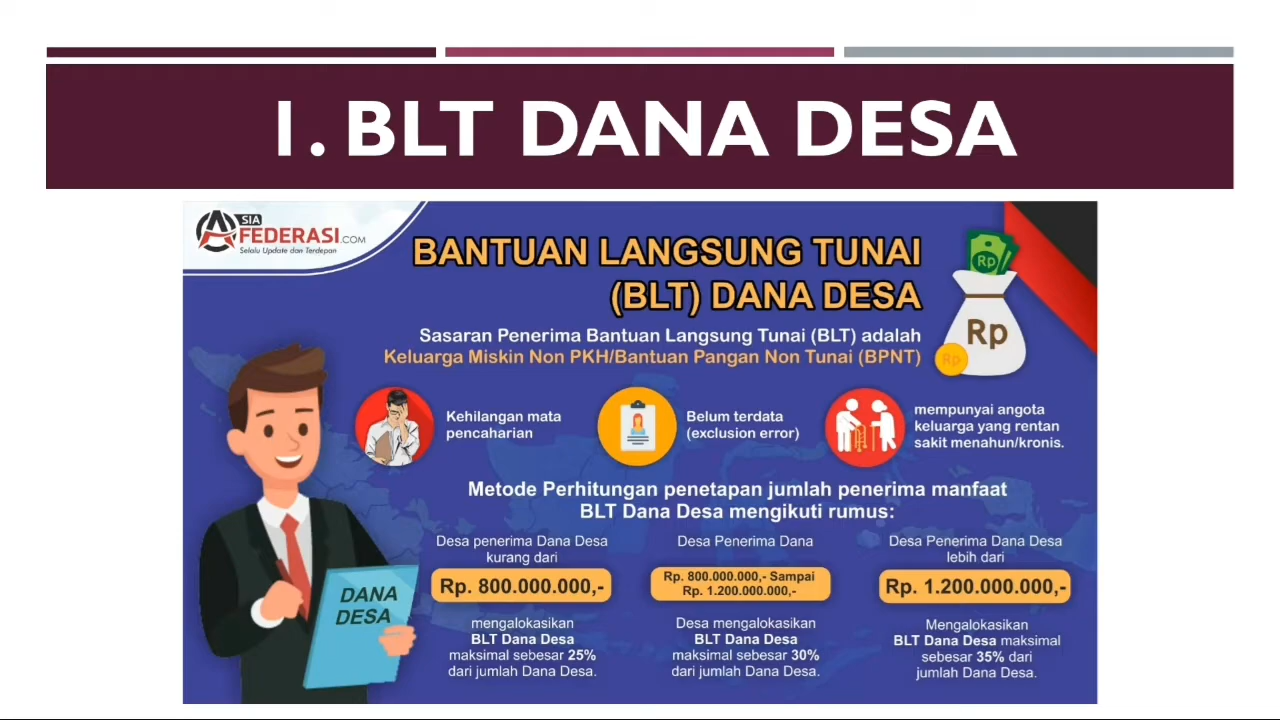 1. BLT DANA DESA
ASIA
FEDERASI.COM
Selalu Update dan Terdepan
BANTUAN LANGSUNG TUNAI
(BLT) DANA DESA
Sasaran Penerima Bantuan Langsung Tunai (BLT) adalah
Keluarga Miskin Non PKH/Bantuan Pangan Non Tunai (BPNT)
Rp
Rp
Rp
Kehilangan mata
pencaharian
Belum terdata
(exclusion error)
mempunyai angota
keluarga yang rentan
sakit menahun/kronis.
Metode Perhitungan penetapan jumlah penerima manfaat
BLT Dana Desa mengikuti rumus:
Desa penerima Dana Desa
kurang dari
Rp. 800.000.000,-
mengalokasikan
BLT Dana Desa
maksimal sebesar 25%
dari jumlah Dana Desa.
Desa Penerima Dana
Rp. 800.000.000,- Sampai
Rp. 1.200.000.000,-
Desa mengalokasikan
BLT Dana Desa
maksimal sebesar 30%
dari jumlah Dana Desa.
Desa Penerima Dana Desa
lebih dari
Rp. 1.200.000.000,-
Mengalokasikan
BLT Dana Desa maksimal
sebesar 35% dari
jumlah Dana Desa.
DANA
DESA